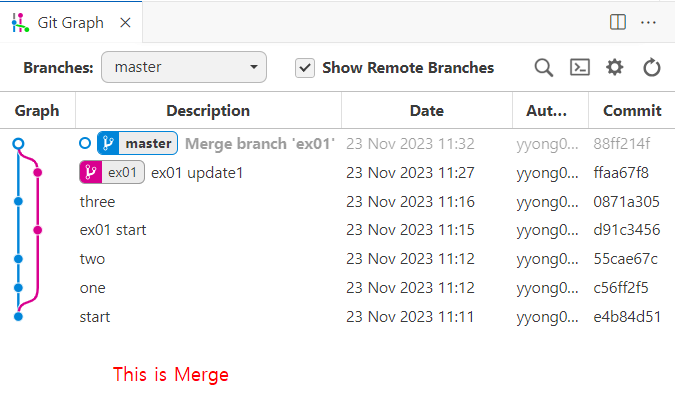 Git Graph
Branches: master Show Remote Branches
Graph Description Date Aut... Commit
master Merge branch 'ex01' 23 Nov 2023 11:32 yyong0... 88ff214f
ex01 ex01 update1 23 Nov 2023 11:27 yyong0... ffaa67f8
three 23 Nov 2023 11:16 yyong0... 0871a305
ex01 start 23 Nov 2023 11:15 yyong0... d91c3456
two 23 Nov 2023 11:12 yyong0... 55cae67c
one 23 Nov 2023 11:12 yyong0... c56ff2f5
start 23 Nov 2023 11:11 yyong0... e4b84d51
This is Merge